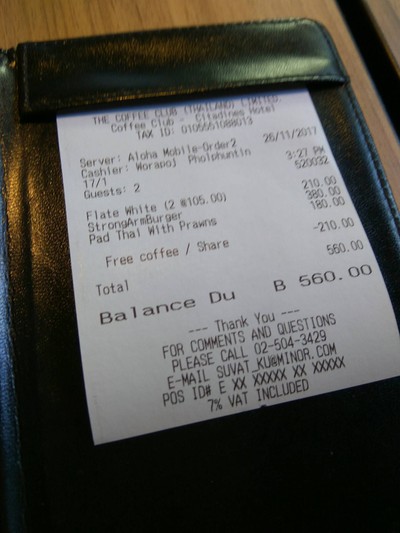 THE COFFEE CLUB (THAILAND) LIMITED.
Coffee Club - Citadines Hotel
TAX ID: 0105551088013
Server: Aloha Mobile-Order2 26/11/2017
Cashier: Worapoj Pholphuntin 3:27 PM
17/1 520032
Guests: 2
Flate White (2 @105.00) 210.00
StrongArmBurger 380.00
Pad Thai With Prawns 180.00
Free coffee / Share -210.00
Total 560.00
Balance Du B 560.00
--- Thank You ---
FOR COMMENTS AND QUESTIONS
PLEASE CALL 02-504-3429
E-MAIL SUVAT_KU@MINOR.COM
POS ID# E XX XXXXX XX XXXXX
7% VAT INCLUDED